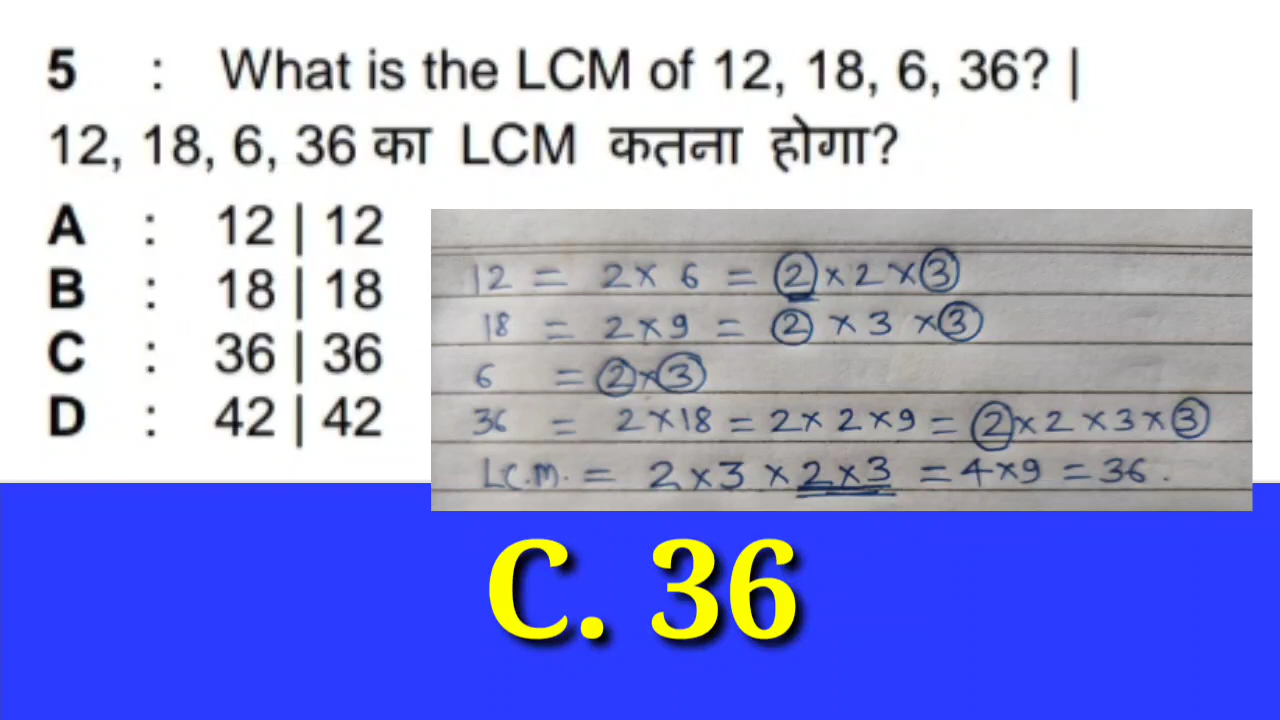 5 : What is the LCM of 12, 18, 6, 36? |
12, 18, 6, 36 का LCM कतना होगा?
A : 12 | 12
B : 18 | 18
C : 36 | 36
D : 42 | 42
12 = 2 × 6 = 2 × 2 × 3
18 = 2 × 9 = 2 × 3 × 3
6 = 2 × 3
36 = 2 × 18 = 2 × 2 × 9 = 2 × 2 × 3 × 3
L.C.M. = 2 × 3 × 2 × 3 = 4 × 9 = 36.
C. 36